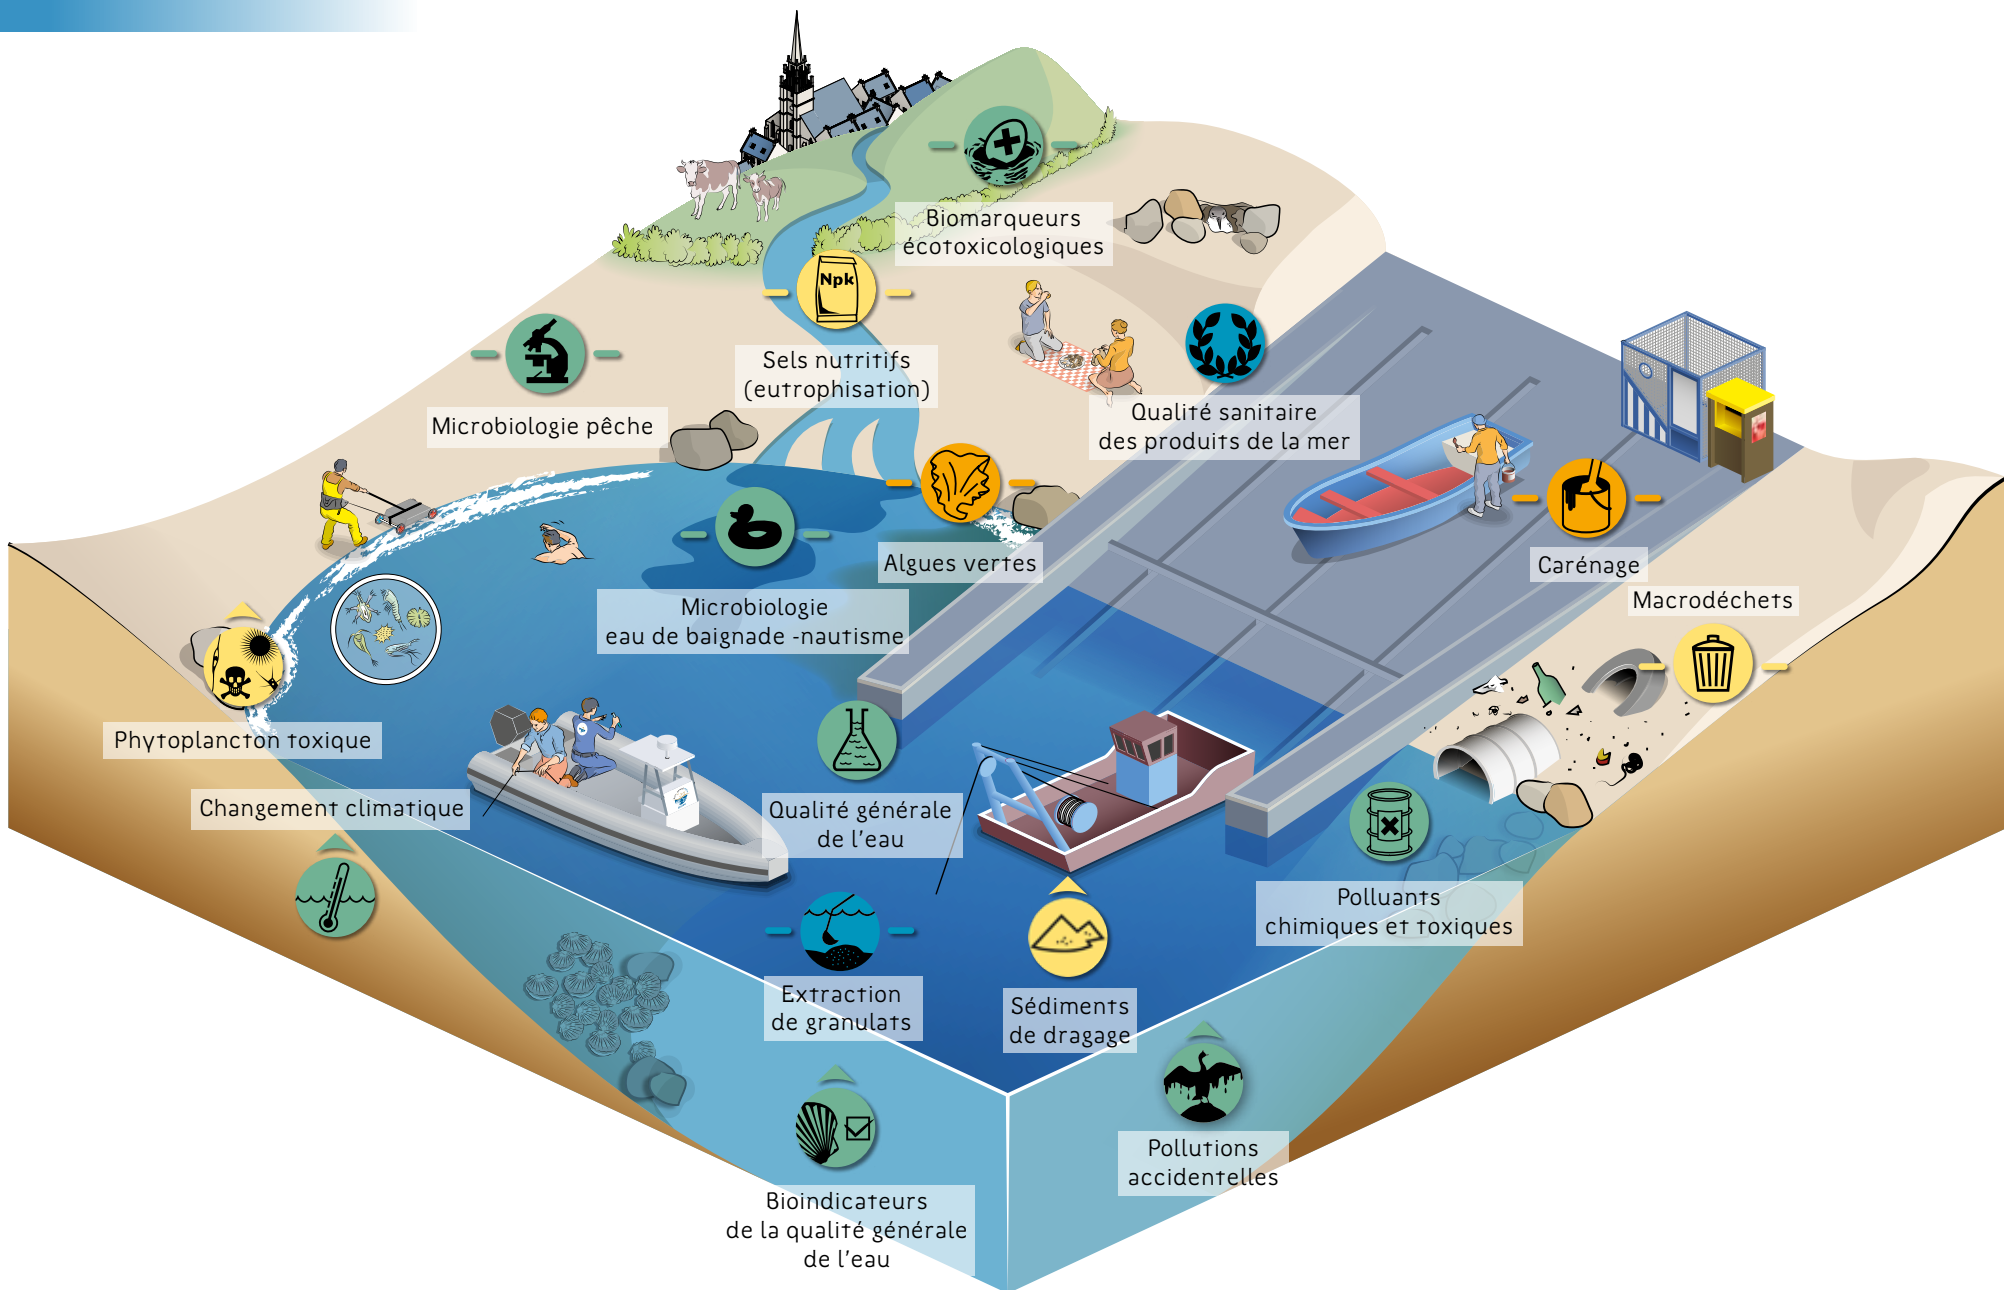 Biomarqueurs
écotoxicologiques
Npk
Sels nutritifs
(eutrophisation)
Microbiologie pêche
Qualité sanitaire
des produits de la mer
Algues vertes
Carénage
Macrodéchets
Microbiologie
eau de baignade -nautisme
Phytoplancton toxique
Changement climatique
Qualité générale
de l'eau
Polluants
chimiques et toxiques
Extraction
de granulats
Sédiments
de dragage
Pollutions
accidentelles
Bioindicateurs
de la qualité générale
de l'eau